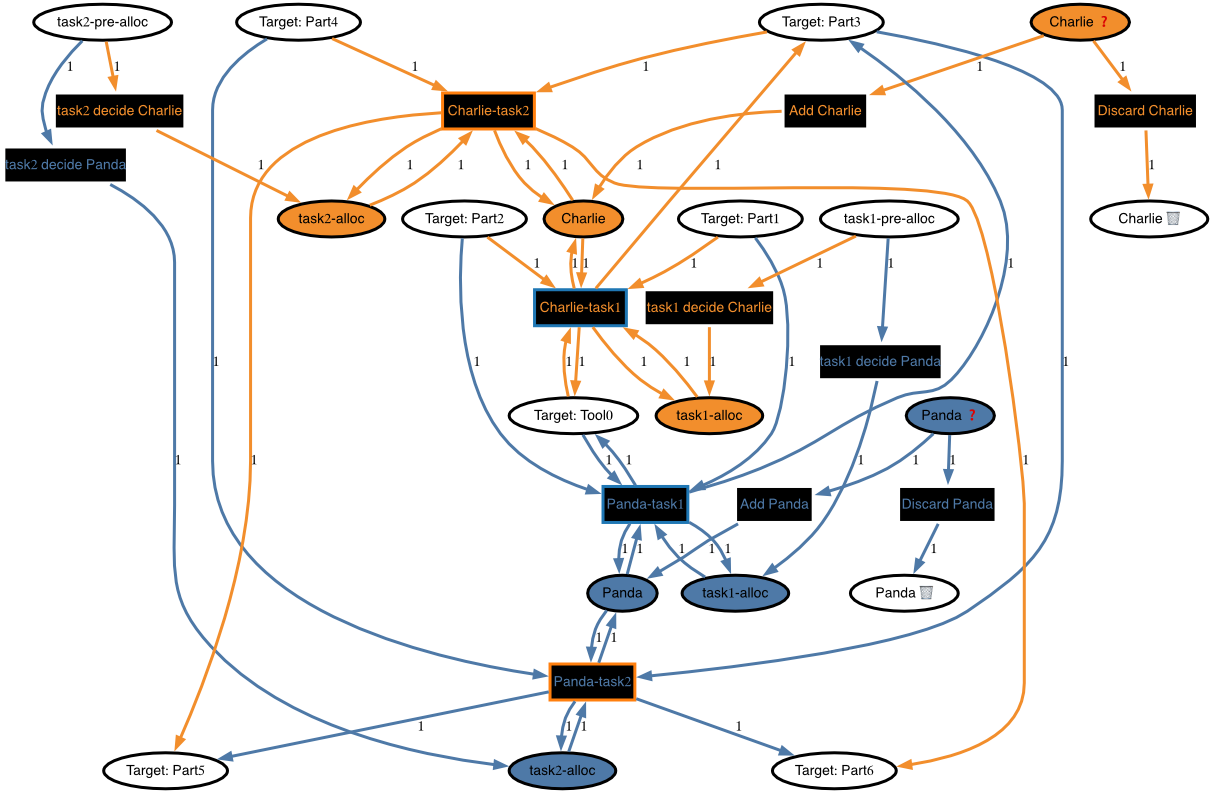 task2-pre-alloc
Target: Part4
Target: Part3
Charlie ?
1
1
1
1
1
1
task2 decide Charlie
Charlie-task2
Add Charlie
Discard Charlie
task2 decide Panda
1
1
1
1
1
1
1
1
task2-alloc
Target: Part2
Charlie
Target: Part1
task1-pre-alloc
Charlie 🗑
1
1
1
1
1
1
1
Charlie-task1
task1 decide Charlie
task1 decide Panda
1
1
1
1
1
1
1
1
1
Target: Tool0
task1-alloc
Panda ?
1
1
1
1
1
1
1
1
Panda-task1
Add Panda
Discard Panda
1
1
1
1
1
1
Panda
task1-alloc
Panda 🗑
1
1
Panda-task2
1
1
1
1
Target: Part5
task2-alloc
Target: Part6